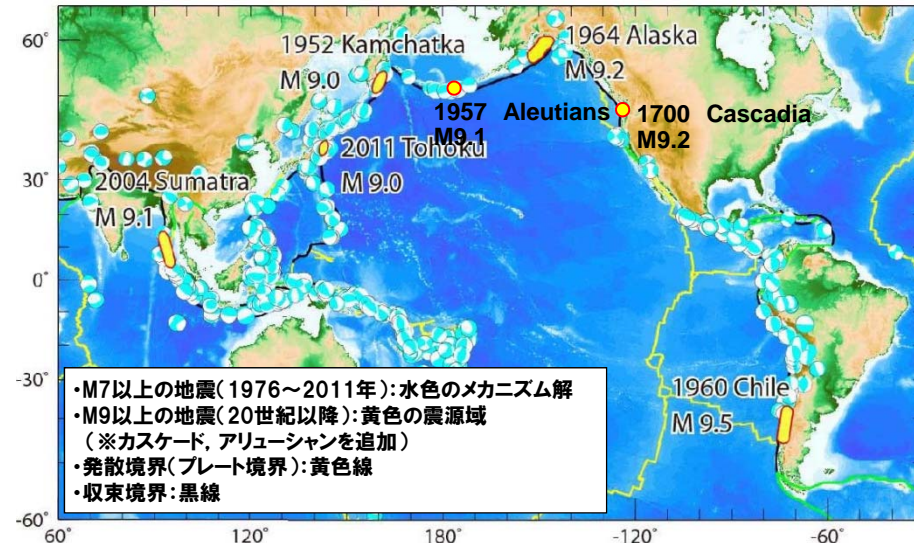 60°
30°
0°
-30°
-60°
60
120°
180°
-120°
-60°
1952 Kamchatka
M 9.0
1964 Alaska
M 9.2
1957 Aleutians
M9.1
1700 Cascadia
M9.2
2011 Tohoku
M 9.0
2004 Sumatra
M 9.1
1960 Chile
M 9.5
・M7以上の地震(1976～2011年):水色のメカニズム解
・M9以上の地震(20世紀以降):黄色の震源域
(※カスケード,アリューシャンを追加)
・発散境界(プレート境界):黄色線
・収束境界:黒線